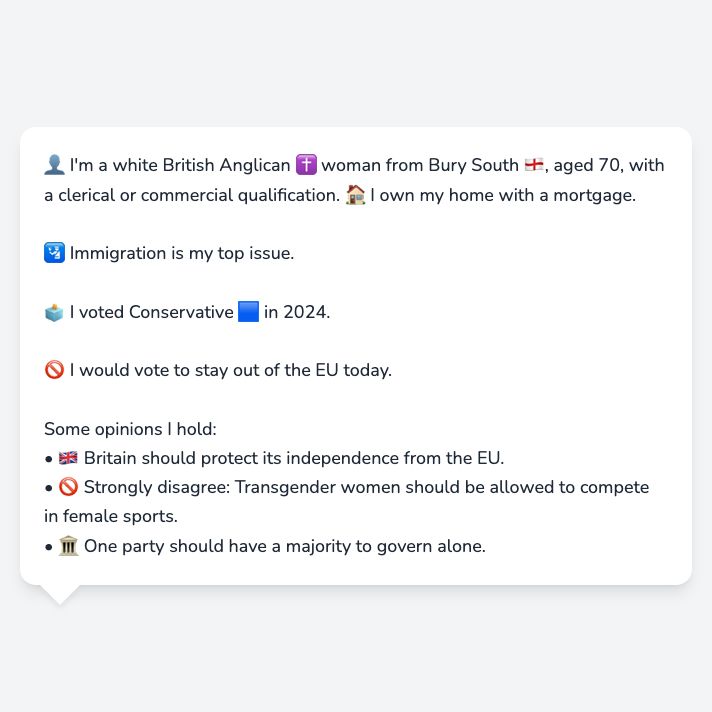 👤 I'm a white British Anglican ✝️ woman from Bury South 🏴󠁧󠁢󠁥󠁮󠁧󠁿, aged 70, with
a clerical or commercial qualification. 🏠 I own my home with a mortgage.
🛂 Immigration is my top issue.
🗳️ I voted Conservative 🟦 in 2024.
🚫 I would vote to stay out of the EU today.
Some opinions I hold:
• 🇬🇧 Britain should protect its independence from the EU.
• 🚫 Strongly disagree: Transgender women should be allowed to compete
in female sports.
• 🏛️ One party should have a majority to govern alone.